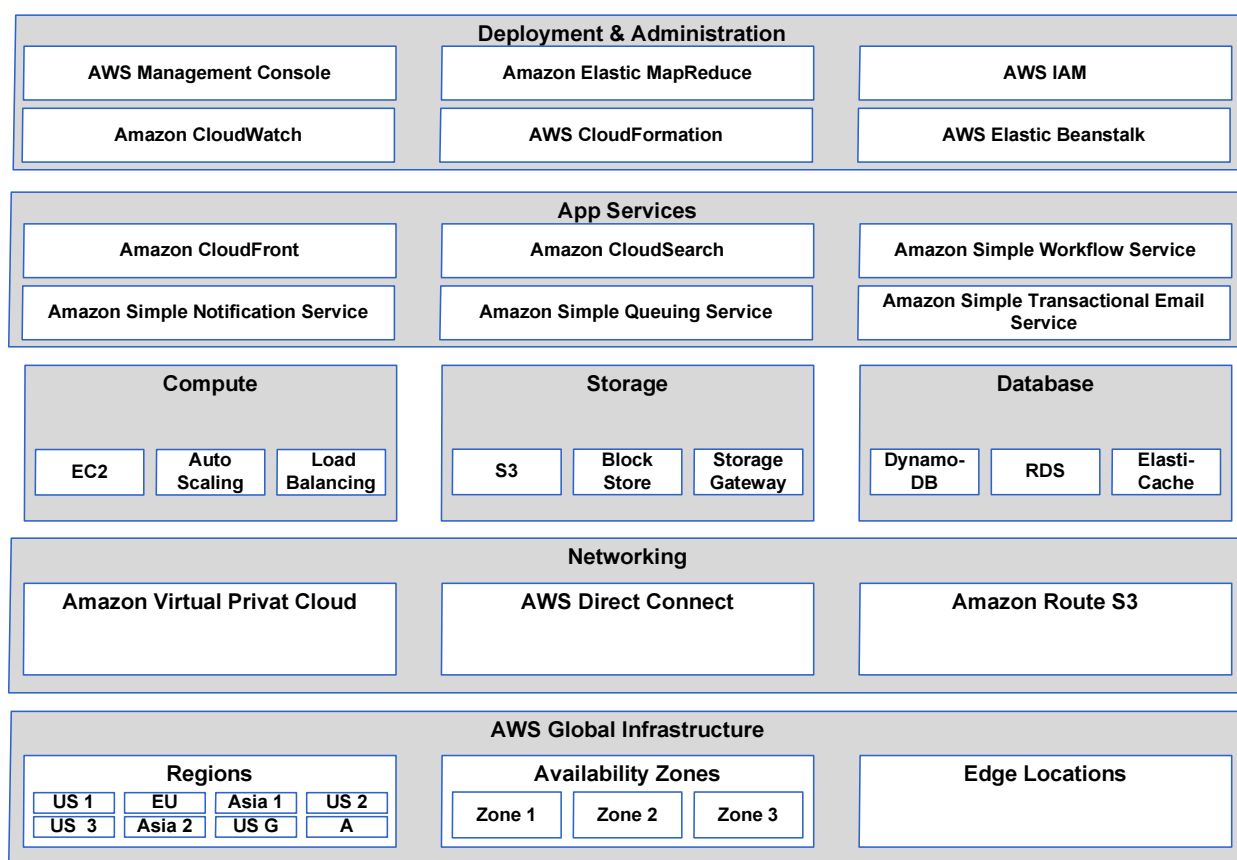 Deployment & Administration
AWS Management Console
Amazon Elastic MapReduce
AWS IAM
Amazon CloudWatch
AWS CloudFormation
AWS Elastic Beanstalk
App Services
Amazon CloudFront
Amazon CloudSearch
Amazon Simple Workflow Service
Amazon Simple Notification Service
Amazon Simple Queuing Service
Amazon Simple Transactional Email
Service
Compute
EC2
Auto
Scaling
Load
Balancing
Storage
S3
Block
Store
Storage
Gateway
Database
Dynamo-
DB
RDS
Elasti-
Cache
Networking
Amazon Virtual Privat Cloud
AWS Direct Connect
Amazon Route S3
AWS Global Infrastructure
Regions
US 1
EU
Asia 1
US 2
US 3
Asia 2
US G
A
Availability Zones
Zone 1
Zone 2
Zone 3
Edge Locations